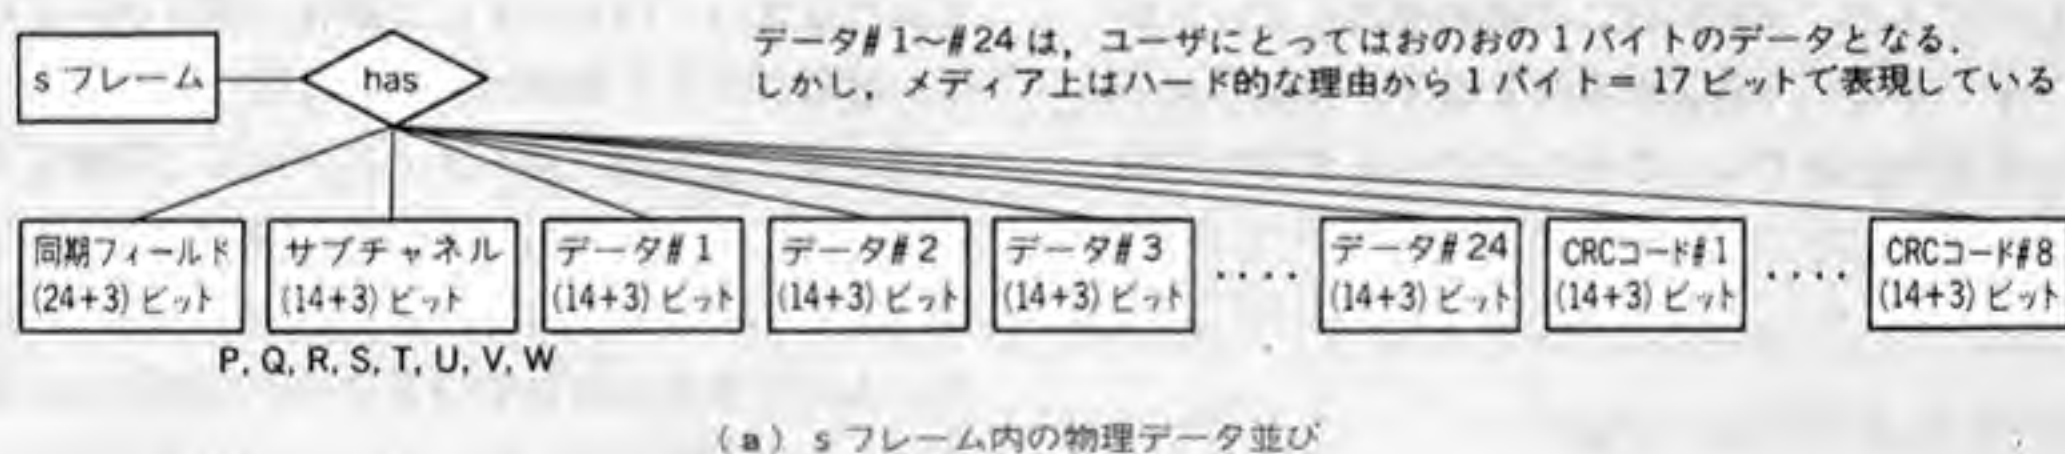 データ#1~#24は，ユーザにとってはおのおの1バイトのデータとなる．
しかし，メディア上はハード的な理由から1バイト＝17ビットで表現している
sフレーム
has
同期フィールド
(24+3)ビット
サブチャネル
(14+3)ビット
データ#1
(14+3)ビット
データ#2
(14+3)ビット
データ#3
(14+3)ビット
....
データ#24
(14+3)ビット
CRCコード#1
(14+3)ビット
....
CRCコード#8
(14+3)ビット
P, Q, R, S, T, U, V, W
(a) sフレーム内の物理データ並び